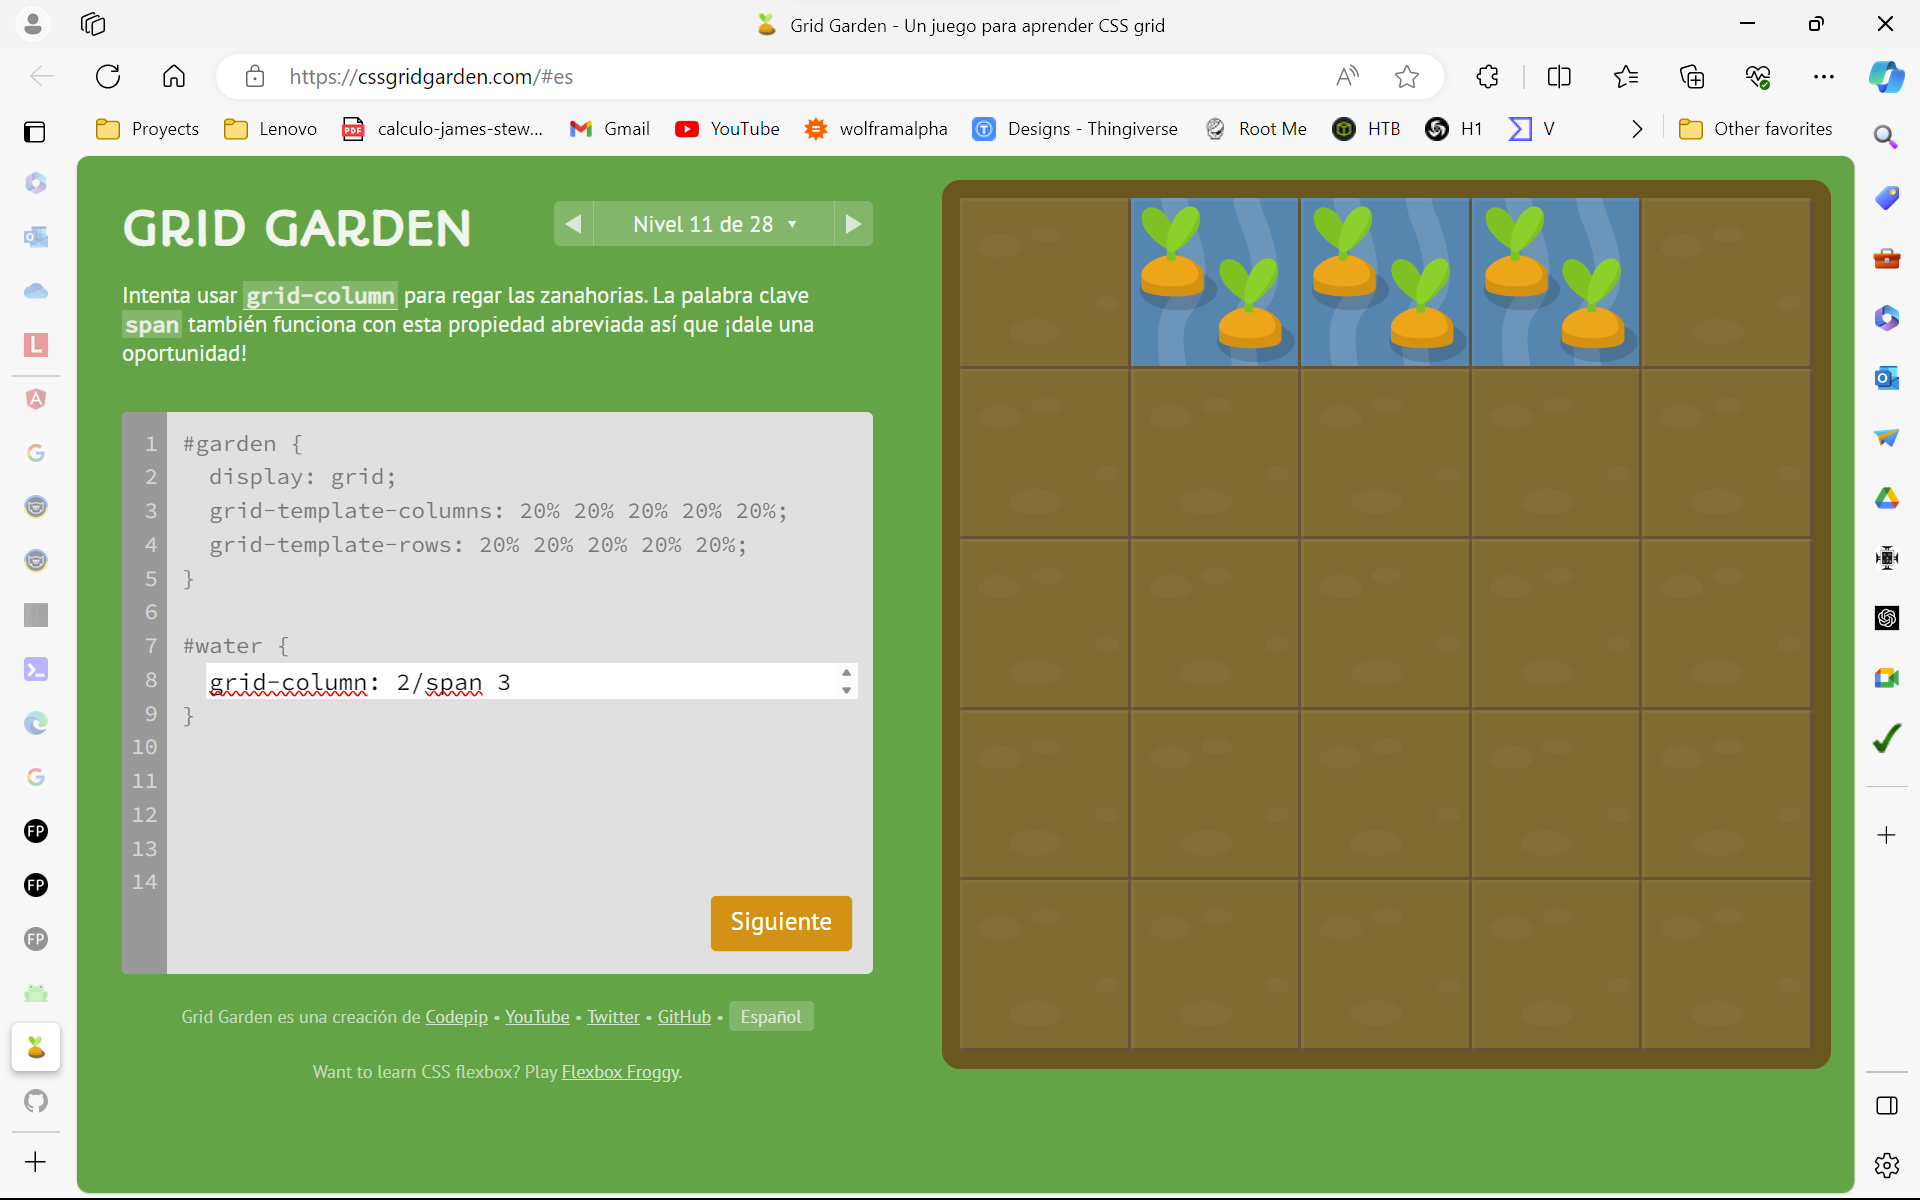 Grid Garden - Un juego para aprender CSS grid
https://cssgridgarden.com/#es
Proyects
Lenovo
PDF
calculo-james-stew...
Gmail
YouTube
wolframalpha
Designs - Thingiverse
Root Me
HTB
H1
V
Other favorites
GRID GARDEN
Nivel 11 de 28
Intenta usar grid-column para regar las zanahorias. La palabra clave
span también funciona con esta propiedad abreviada así que ¡dale una
oportunidad!
1 #garden {
2 display: grid;
3 grid-template-columns: 20% 20% 20% 20% 20%;
4 grid-template-rows: 20% 20% 20% 20% 20%;
5 }
6
7 #water {
8 grid-column: 2/span 3
9 }
10
11
12
13
14
Siguiente
Grid Garden es una creación de Codepip • YouTube • Twitter • GitHub • Español
Want to learn CSS flexbox? Play Flexbox Froggy.
L
FP
FP
FP